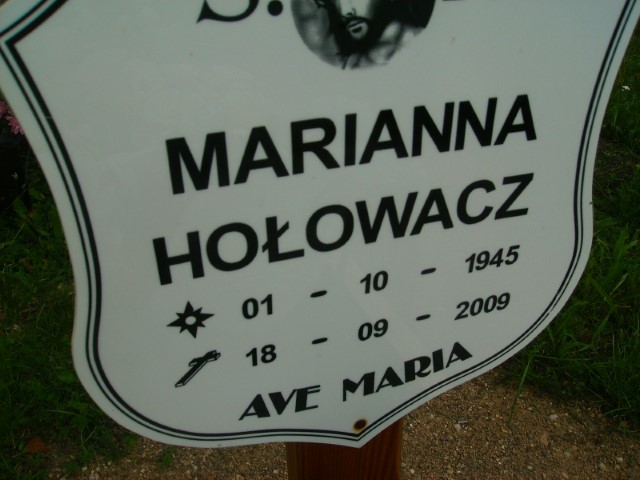 S.
MARIANNA
HOŁOWACZ
01 - 10 - 1945
18 - 09 - 2009
AVE MARIA